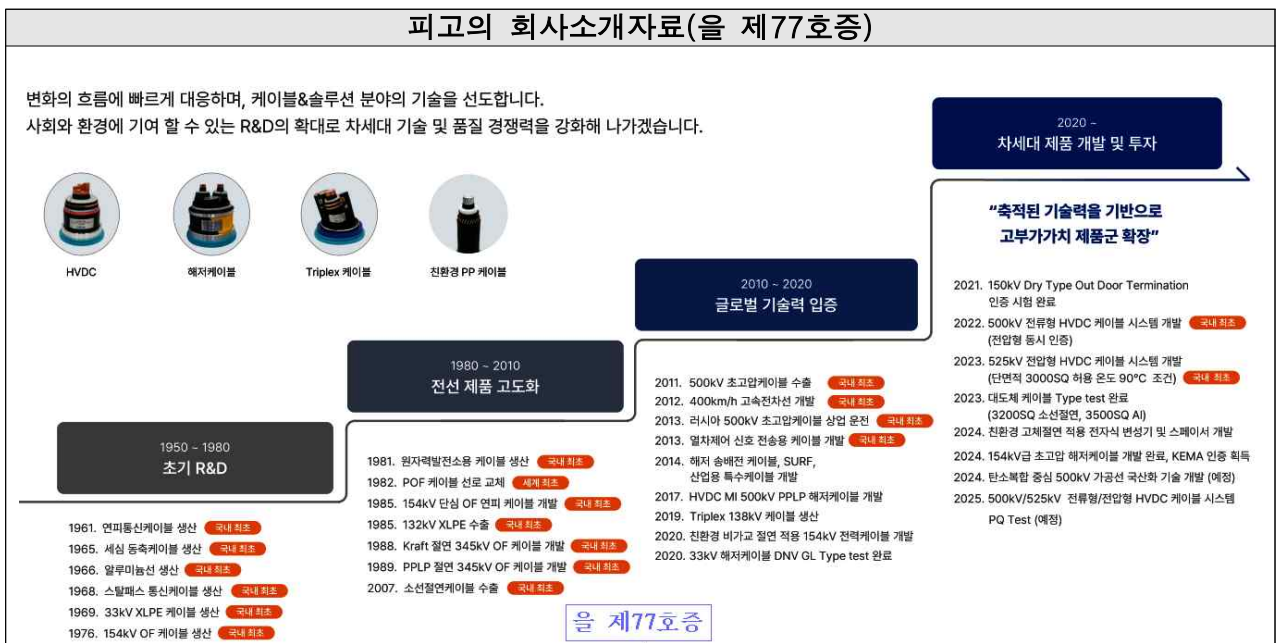 피고의 회사소개자료(을 제77호증)
변화의 흐름에 빠르게 대응하며, 케이블&솔루션 분야의 기술을 선도합니다.
사회와 환경에 기여 할 수 있는 R&D의 확대로 차세대 기술 및 품질 경쟁력을 강화해 나가겠습니다.
HVDC
해저케이블
Triplex 케이블
친환경 PP 케이블
1950 ~ 1980
초기 R&D
1961. 연피통신케이블 생산 국내 최초
1965. 세심 동축케이블 생산 국내 최초
1966. 알루미늄선 생산 국내 최초
1968. 스탈패스 통신케이블 생산 국내 최초
1969. 33kV XLPE 케이블 생산 국내 최초
1976. 154kV OF 케이블 생산 국내 최초
1980 ~ 2010
전선 제품 고도화
1981. 원자력발전소용 케이블 생산 국내 최초
1982. POF 케이블 선로 교체 세계 최초
1985. 154kV 단심 OF 연피 케이블 개발 국내 최초
1985. 132kV XLPE 수출 국내 최초
1988. Kraft 절연 345kV OF 케이블 개발 국내 최초
1989. PPLP 절연 345kV OF 케이블 개발 국내 최초
2007. 소선절연케이블 수출 국내 최초
2010 ~ 2020
글로벌 기술력 입증
2011. 500kV 초고압케이블 수출 국내 최초
2012. 400km/h 고속전차선 개발 국내 최초
2013. 러시아 500kV 초고압케이블 상업 운전 국내 최초
2013. 열차제어 신호 전송용 케이블 개발 국내 최초
2014. 해저 송배전 케이블, SURF,
산업용 특수케이블 개발
2017. HVDC MI 500kV PPLP 해저케이블 개발
2019. Triplex 138kV 케이블 생산
2020. 친환경 비가교 절연 적용 154kV 전력케이블 개발
2020. 33kV 해저케이블 DNV GL Type test 완료
2020 ~
차세대 제품 개발 및 투자
“축적된 기술력을 기반으로
고부가가치 제품군 확장”
2021. 150kV Dry Type Out Door Termination
인증 시험 완료
2022. 500kV 전류형 HVDC 케이블 시스템 개발 국내 최초
(전압형 동시 인증)
2023. 525kV 전압형 HVDC 케이블 시스템 개발
(단면적 3000SQ 허용 온도 90°C 조건) 국내 최초
2023. 대도체 케이블 Type test 완료
(3200SQ 소선절연, 3500SQ Al)
2024. 친환경 고체절연 적용 전자식 변성기 및 스페이서 개발
2024. 154kV급 초고압 해저케이블 개발 완료, KEMA 인증 획득
2024. 탄소복합 중심 500kV 가공선 국산화 기술 개발 (예정)
2025. 500kV/525kV 전류형/전압형 HVDC 케이블 시스템
PQ Test (예정)
을 제77호증